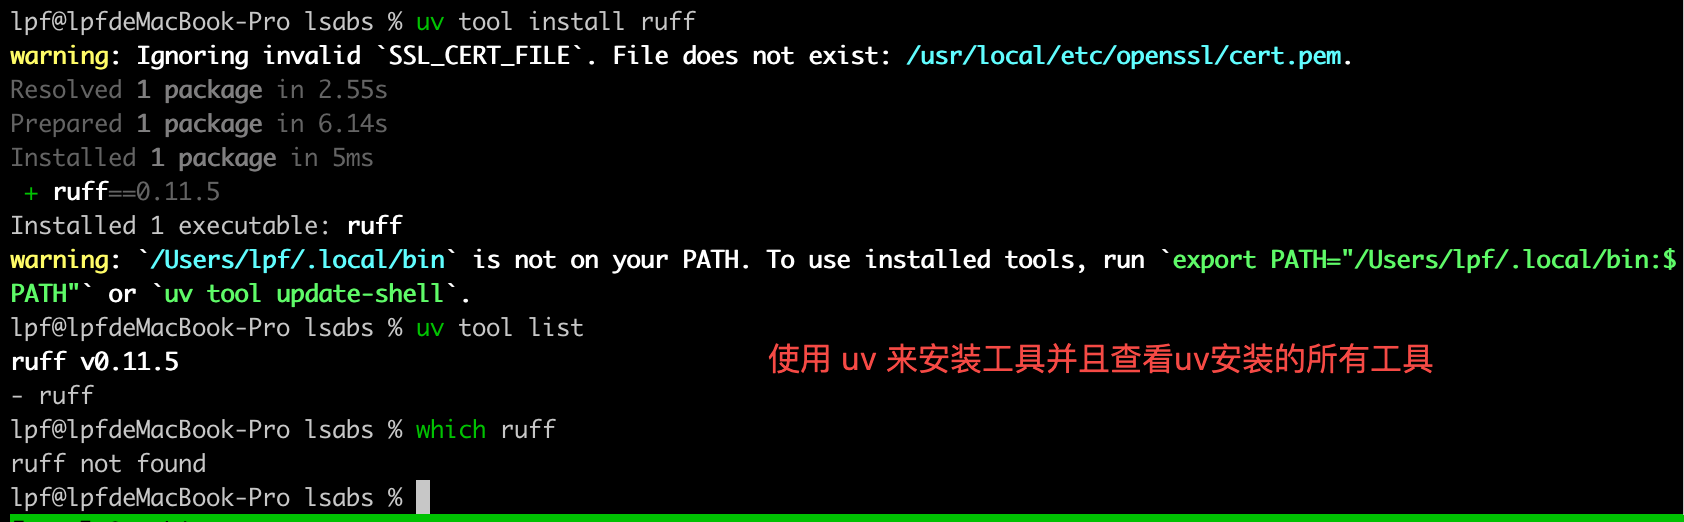 lpf@lpfdeMacBook-Pro lsabs % uv tool install ruff
warning: Ignoring invalid `SSL_CERT_FILE`. File does not exist: /usr/local/etc/openssl/cert.pem.
Resolved 1 package in 2.55s
Prepared 1 package in 6.14s
Installed 1 package in 5ms
+ ruff==0.11.5
Installed 1 executable: ruff
warning: `/Users/lpf/.local/bin` is not on your PATH. To use installed tools, run `export PATH="/Users/lpf/.local/bin:$
PATH"` or `uv tool update-shell`.
lpf@lpfdeMacBook-Pro lsabs % uv tool list
ruff v0.11.5
使用 uv 来安装工具并且查看uv安装的所有工具
- ruff
lpf@lpfdeMacBook-Pro lsabs % which ruff
ruff not found
lpf@lpfdeMacBook-Pro lsabs %